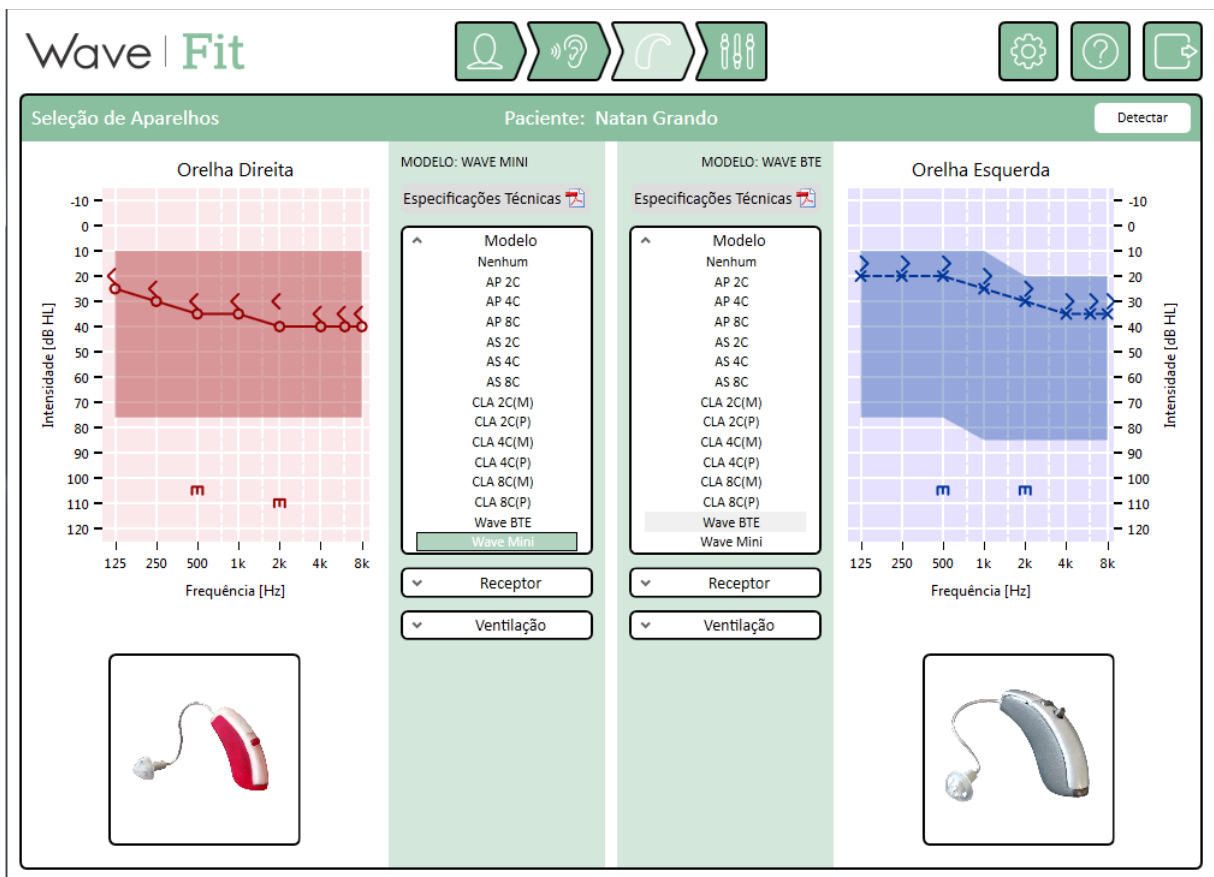 Wave | Fit
Seleção de Aparelhos
Paciente: Natan Grando
Detectar
Orelha Direita
-10
0
10
20
30
40
50
60
70
80
90
100
110
120
Intensidade [dB HL]
125 250 500 1k 2k 4k 8k
Frequência [Hz]
MODELO: WAVE MINI
Especificações Técnicas
Modelo
Nenhum
AP 2C
AP 4C
AP 8C
AS 2C
AS 4C
AS 8C
CLA 2C(M)
CLA 2C(P)
CLA 4C(M)
CLA 4C(P)
CLA 8C(M)
CLA 8C(P)
Wave BTE
Wave Mini
Receptor
Ventilação
MODELO: WAVE BTE
Especificações Técnicas
Modelo
Nenhum
AP 2C
AP 4C
AP 8C
AS 2C
AS 4C
AS 8C
CLA 2C(M)
CLA 2C(P)
CLA 4C(M)
CLA 4C(P)
CLA 8C(M)
CLA 8C(P)
Wave BTE
Wave Mini
Receptor
Ventilação
Orelha Esquerda
-10
0
10
20
30
40
50
60
70
80
90
100
110
120
Intensidade [dB HL]
125 250 500 1k 2k 4k 8k
Frequência [Hz]